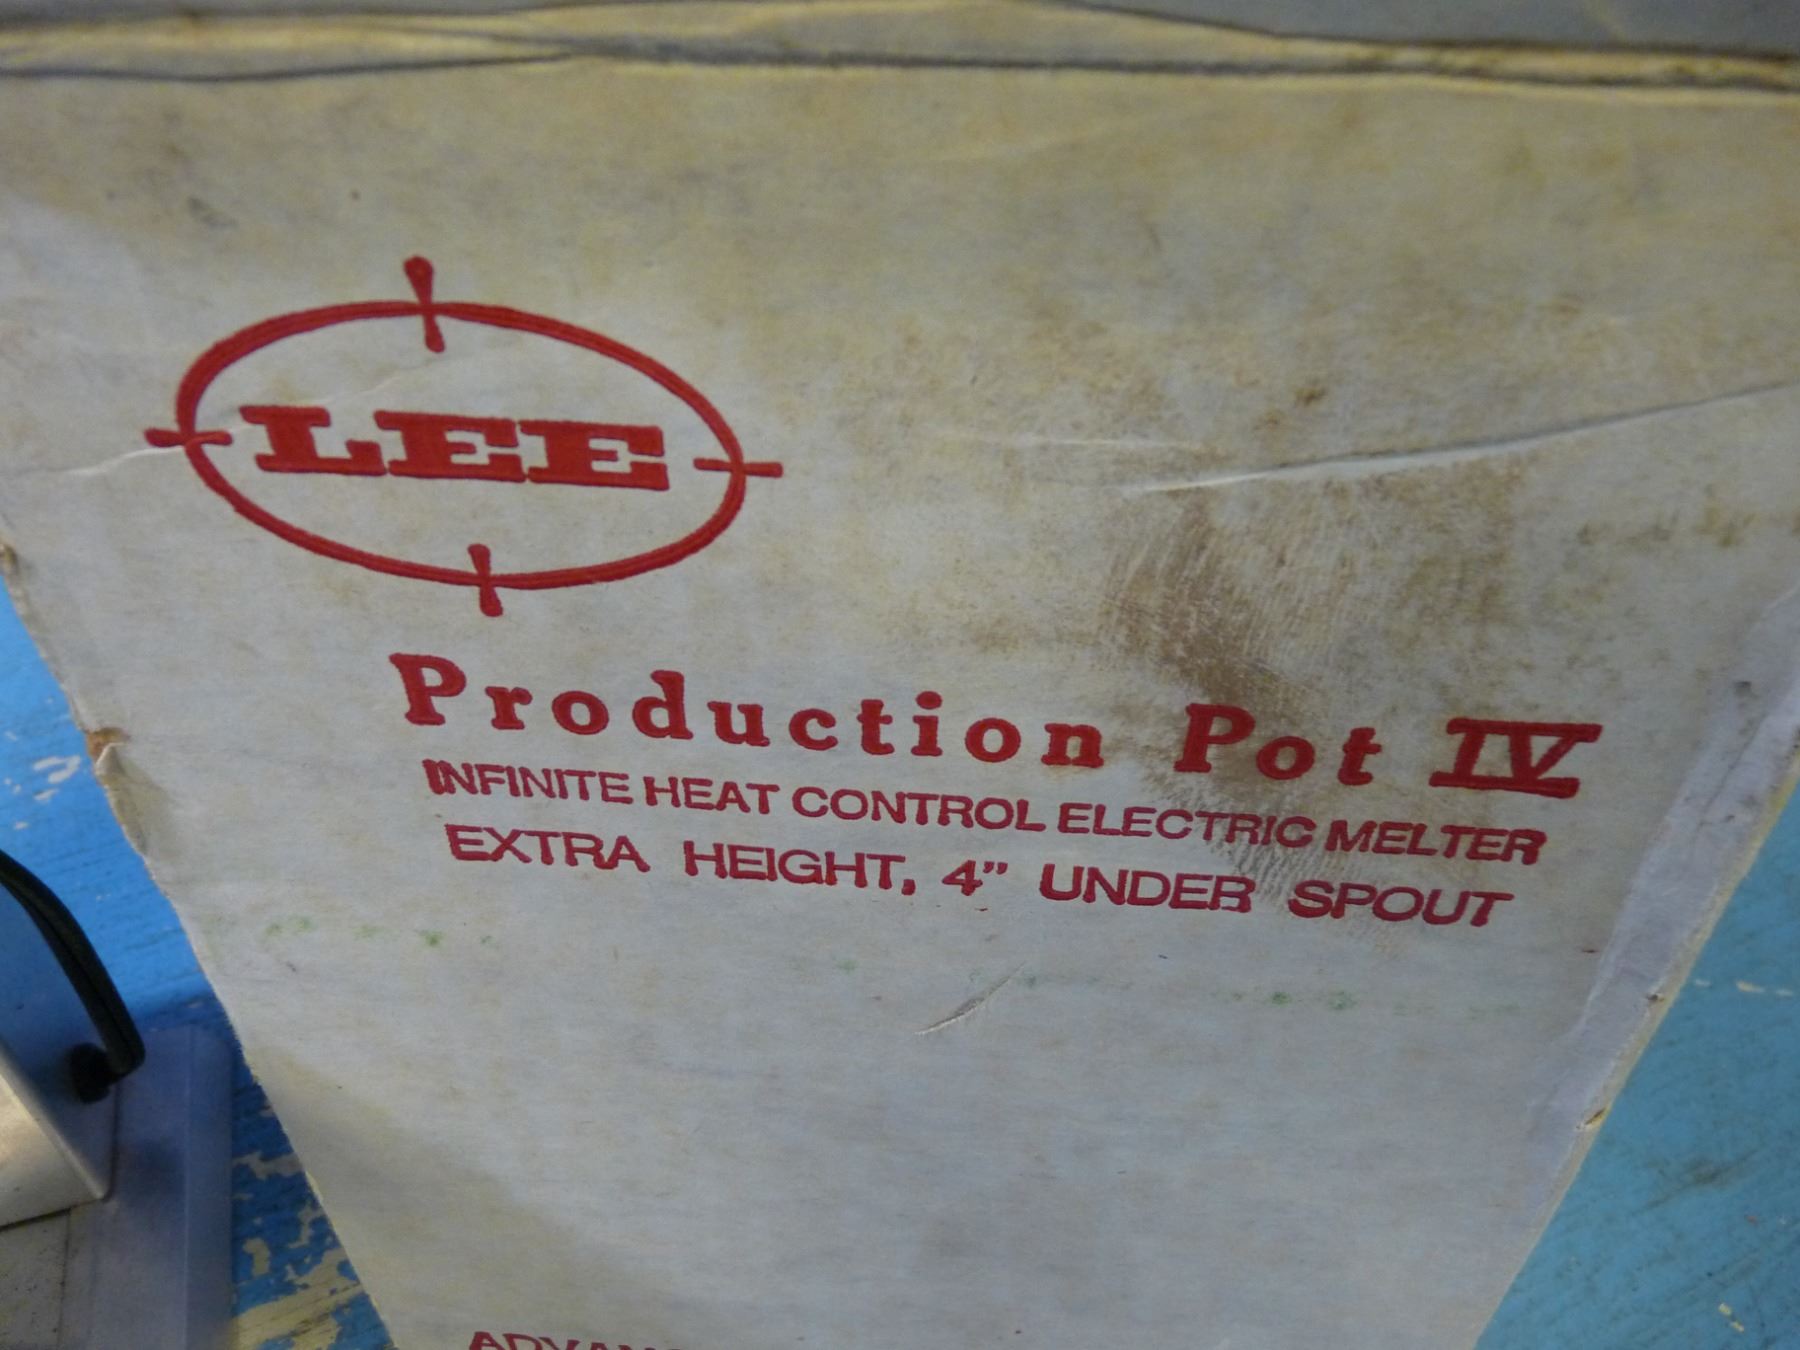 LEE
Production Pot IV
INFINITE HEAT CONTROL ELECTRIC MELTER
EXTRA HEIGHT, 4” UNDER SPOUT